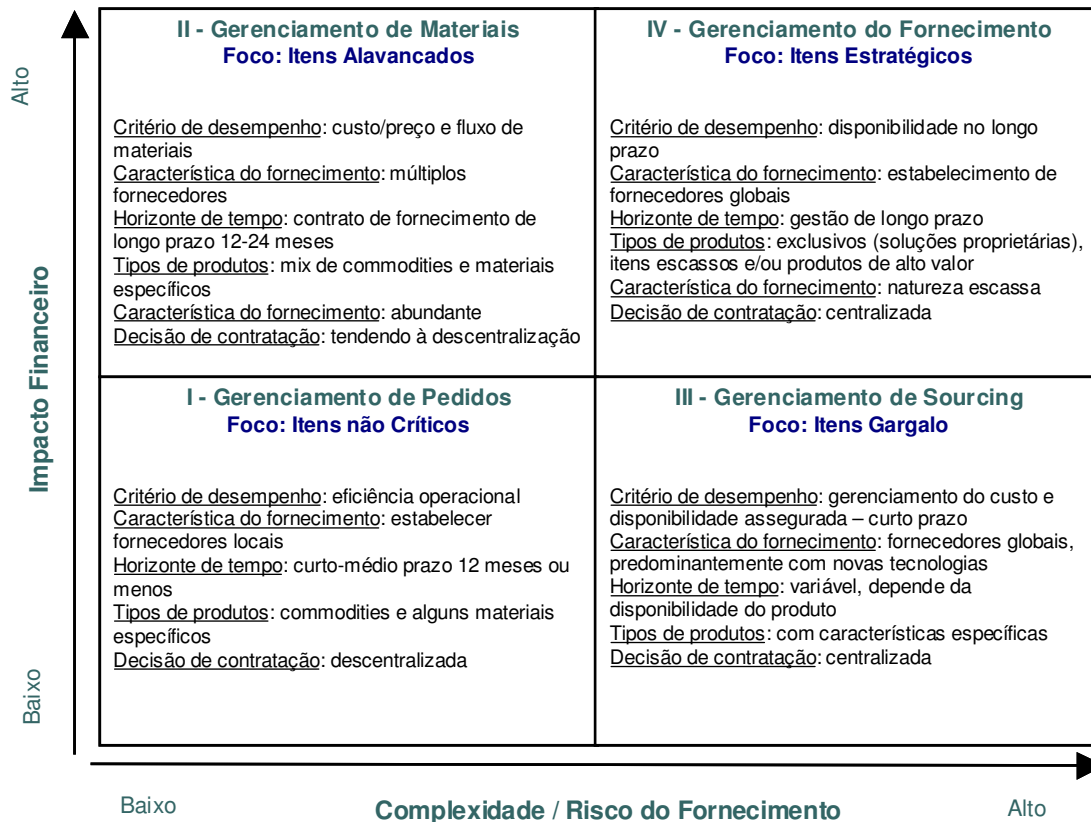 Alto
Impacto Financeiro
Baixo
II - Gerenciamento de Materiais
Foco: Itens Alavancados
Critério de desempenho: custo/preço e fluxo de
materiais
Característica do fornecimento: múltiplos
fornecedores
Horizonte de tempo: contrato de fornecimento de
longo prazo 12-24 meses
Tipos de produtos: mix de commodities e materiais
específicos
Característica do fornecimento: abundante
Decisão de contratação: tendendo à descentralização
IV - Gerenciamento do Fornecimento
Foco: Itens Estratégicos
Critério de desempenho: disponibilidade no longo
prazo
Característica do fornecimento: estabelecimento de
fornecedores globais
Horizonte de tempo: gestão de longo prazo
Tipos de produtos: exclusivos (soluções proprietárias),
itens escassos e/ou produtos de alto valor
Característica do fornecimento: natureza escassa
Decisão de contratação: centralizada
I - Gerenciamento de Pedidos
Foco: Itens não Críticos
Critério de desempenho: eficiência operacional
Característica do fornecimento: estabelecer
fornecedores locais
Horizonte de tempo: curto-médio prazo 12 meses ou
menos
Tipos de produtos: commodities e alguns materiais
específicos
Decisão de contratação: descentralizada
III - Gerenciamento de Sourcing
Foco: Itens Gargalo
Critério de desempenho: gerenciamento do custo e
disponibilidade assegurada – curto prazo
Característica do fornecimento: fornecedores globais,
predominantemente com novas tecnologias
Horizonte de tempo: variável, depende da
disponibilidade do produto
Tipos de produtos: com características específicas
Decisão de contratação: centralizada
Baixo
Complexidade / Risco do Fornecimento
Alto